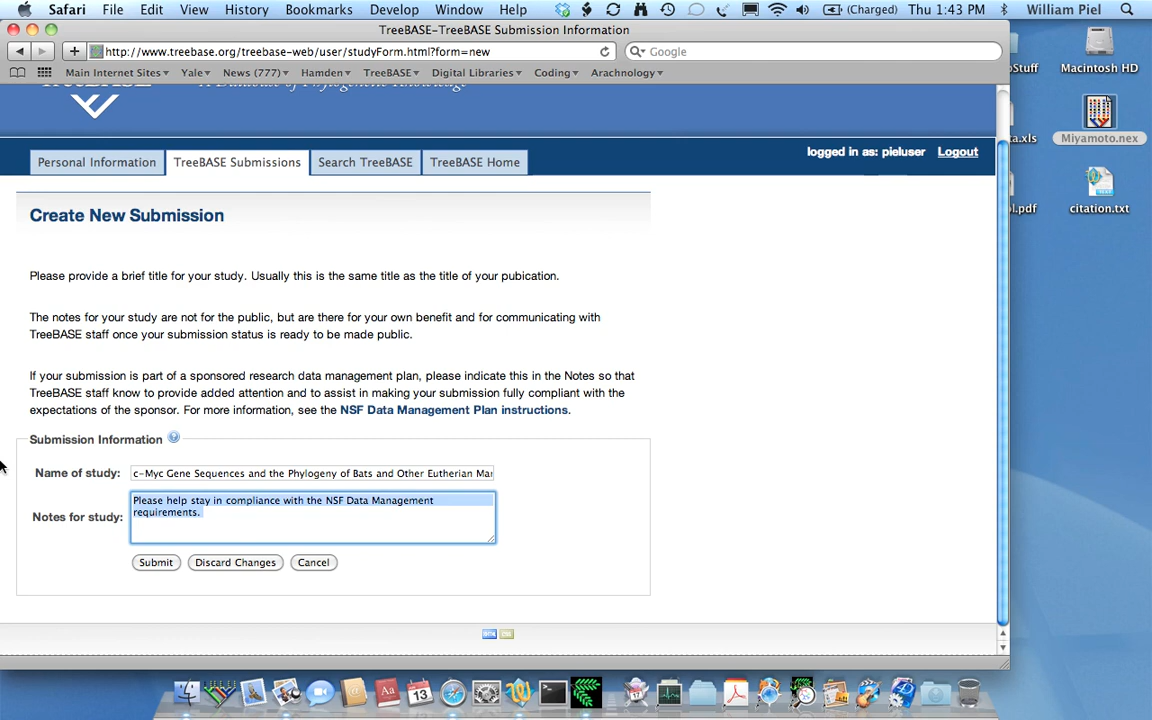 Safari File Edit View History Bookmarks Develop Window Help (Charged) Thu 1:43 PM William Piel
TreeBASE-TreeBASE Submission Information
http://www.treebase.org/treebase-web/user/studyForm.html?form=new Google
Main Internet Sites Yale News (777) Hamden TreeBASE Digital Libraries Coding Arachnology
Macintosh HD
Miyamoto.nex
citation.txt
logged in as: pieluser Logout
Personal Information TreeBASE Submissions Search TreeBASE TreeBASE Home
Create New Submission
Please provide a brief title for your study. Usually this is the same title as the title of your pubication.
The notes for your study are not for the public, but are there for your own benefit and for communicating with
TreeBASE staff once your submission status is ready to be made public.
If your submission is part of a sponsored research data management plan, please indicate this in the Notes so that
TreeBASE staff know to provide added attention and to assist in making your submission fully compliant with the
expectations of the sponsor. For more information, see the NSF Data Management Plan instructions.
Submission Information ?
Name of study: c-Myc Gene Sequences and the Phylogeny of Bats and Other Eutherian Mar
Notes for study: Please help stay in compliance with the NSF Data Management
requirements.
Submit Discard Changes Cancel